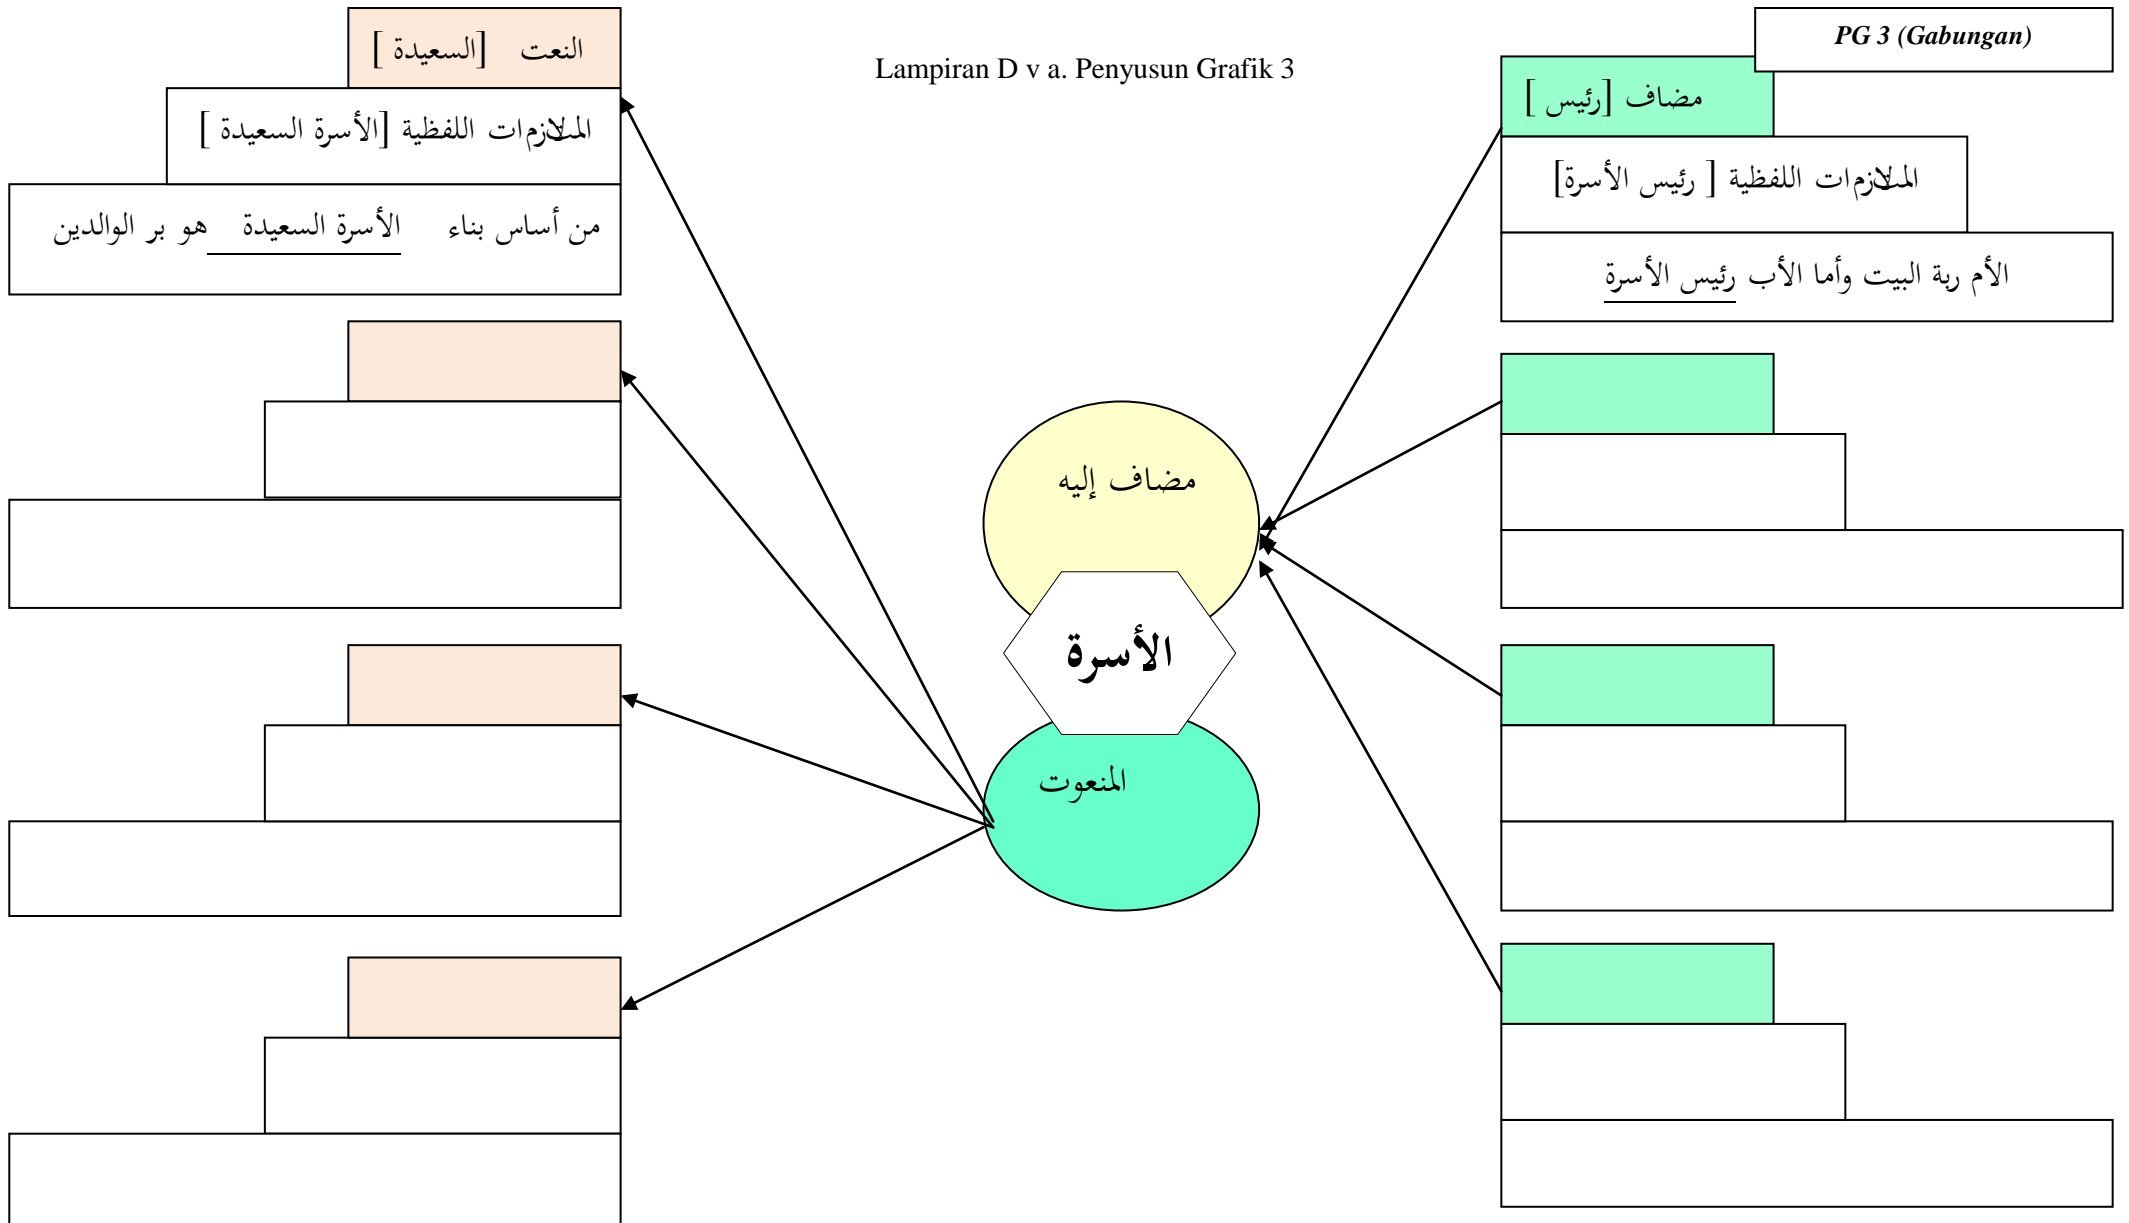 PG 3 (Gabungan)
Lampiran D v a. Penyusun Grafik 3
النعت [السعيدة ]
الملازمات اللفظية [الأسرة السعيدة ]
من أساس بناء الأسرة السعيدة هو بر الوالدين
مضاف [رئيس ]
الملازمات اللفظية [ رئيس الأسرة]
الأم ربة البيت وأما الأب رئيس الأسرة
مضاف إليه
الأسرة
المنعوت